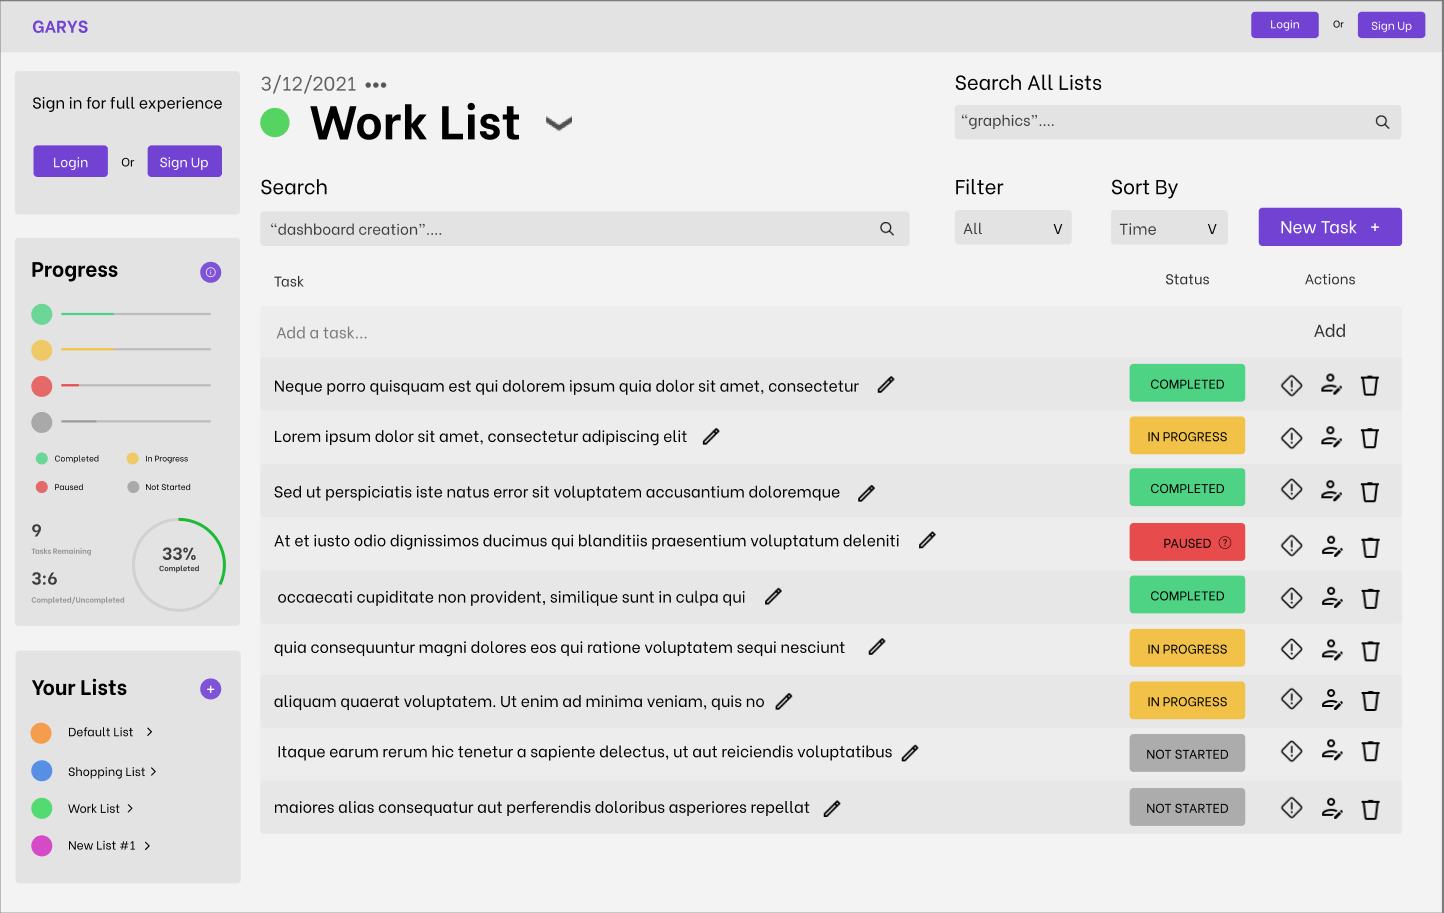 GARYS
Login Or Sign Up
Sign in for full experience
Login Or Sign Up
Progress
Completed In Progress
Paused Not Started
9
Tasks Remaining
3:6
Completed/Uncompleted
33%
Completed
Your Lists +
Default List >
Shopping List >
Work List >
New List #1 >
3/12/2021 •••
Work List
Search All Lists
“graphics”....
Search
“dashboard creation”....
Filter
All V
Sort By
Time V
New Task +
Task Status Actions
Add a task... Add
Neque porro quisquam est qui dolorem ipsum quia dolor sit amet, consectetur COMPLETED
Lorem ipsum dolor sit amet, consectetur adipiscing elit IN PROGRESS
Sed ut perspiciatis iste natus error sit voluptatem accusantium doloremque COMPLETED
At et iusto odio dignissimos ducimus qui blanditiis praesentium voluptatum deleniti PAUSED ?
occaecati cupiditate non provident, similique sunt in culpa qui COMPLETED
quia consequuntur magni dolores eos qui ratione voluptatem sequi nesciunt IN PROGRESS
aliquam quaerat voluptatem. Ut enim ad minima veniam, quis no IN PROGRESS
Itaque earum rerum hic tenetur a sapiente delectus, ut aut reiciendis voluptatibus NOT STARTED
maiores alias consequatur aut perferendis doloribus asperiores repellat NOT STARTED